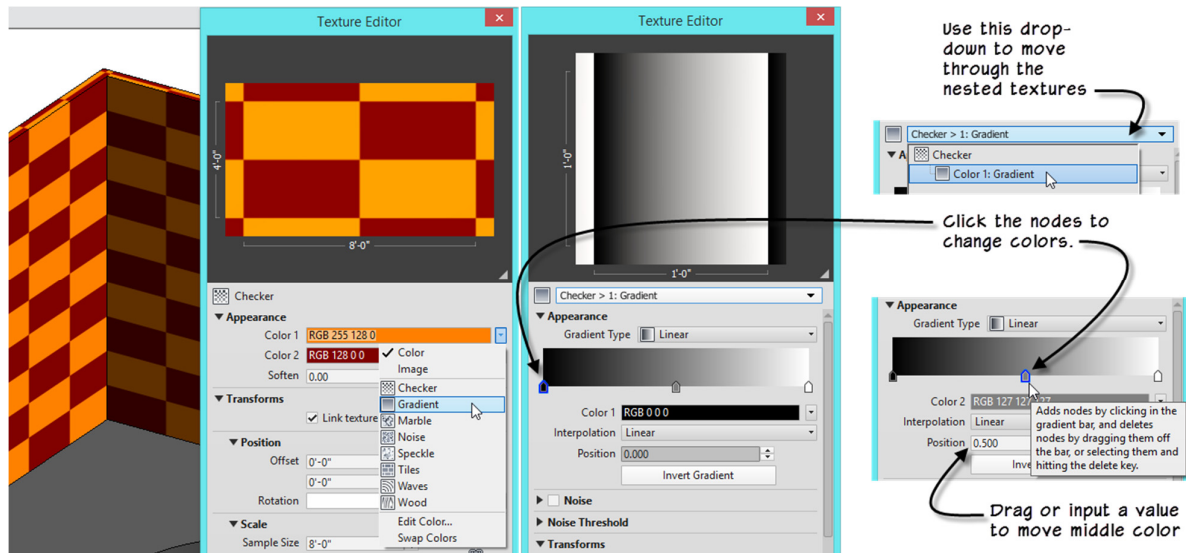 Texture Editor
×
4'-0"
8'-0"
Checker
Appearance
Color 1 RGB 255 128 0
Color 2 RGB 128 0 0
Soften 0.00
Transforms
Link texture
Position
Offset 0'-0"
0'-0"
Rotation
Scale
Sample Size 8'-0"
Color
Image
Checker
Gradient
Marble
Noise
Speckle
Tiles
Waves
Wood
Edit Color...
Swap Colors
Texture Editor
×
1'-0"
1'-0"
Checker > 1: Gradient
Appearance
Gradient Type Linear
Color 1 RGB 0 0 0
Interpolation Linear
Position 0.000
Invert Gradient
Noise
Noise Threshold
Transforms
Use this drop-
down to move
through the
nested textures
Checker > 1: Gradient
A
Checker
Color 1: Gradient
Click the nodes to
change colors.
Appearance
Gradient Type Linear
Color 2 RGB 127 127 127
Interpolation Linear
Position 0.500
Inve
Adds nodes by clicking in the
gradient bar, and deletes
nodes by dragging them off
the bar, or selecting them and
hitting the delete key.
Drag or input a value
to move middle color